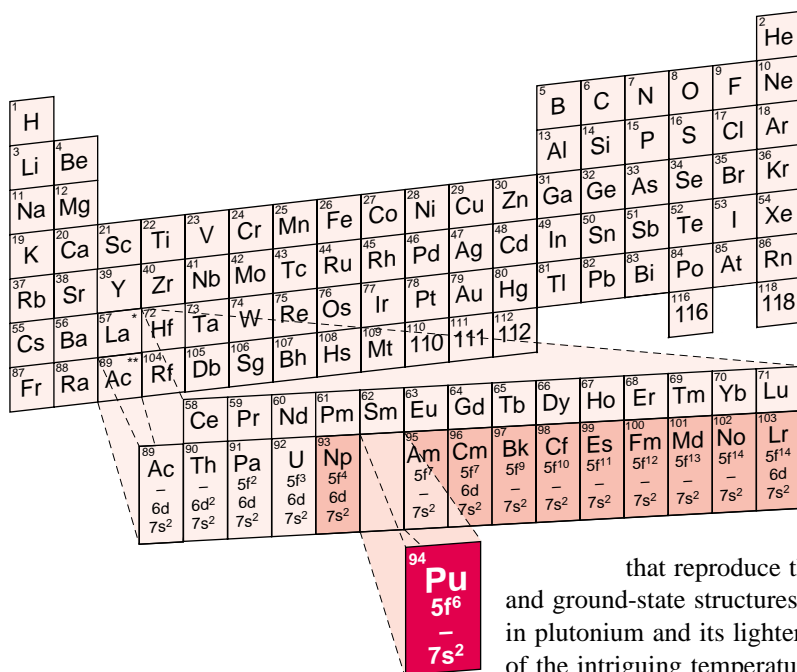 1 H 2 He
3 Li 4 Be 5 B 6 C 7 N 8 O 9 F 10 Ne
11 Na 12 Mg 13 Al 14 Si 15 P 16 S 17 Cl 18 Ar
19 K 20 Ca 21 Sc 22 Ti 23 V 24 Cr 25 Mn 26 Fe 27 Co 28 Ni 29 Cu 30 Zn 31 Ga 32 Ge 33 As 34 Se 35 Br 36 Kr
37 Rb 38 Sr 39 Y 40 Zr 41 Nb 42 Mo 43 Tc 44 Ru 45 Rh 46 Pd 47 Ag 48 Cd 49 In 50 Sn 51 Sb 52 Te 53 I 54 Xe
55 Cs 56 Ba 57 La * 72 Hf 73 Ta 74 W 75 Re 76 Os 77 Ir 78 Pt 79 Au 80 Hg 81 Tl 82 Pb 83 Bi 84 Po 85 At 86 Rn
87 Fr 88 Ra 89 Ac ** 104 Rf 105 Db 106 Sg 107 Bh 108 Hs 109 Mt 110 110 111 111 112 112 116 116 118 118
58 Ce 59 Pr 60 Nd 61 Pm 62 Sm 63 Eu 64 Gd 65 Tb 66 Dy 67 Ho 68 Er 69 Tm 70 Yb 71 Lu
89 Ac 90 Th 91 Pa 92 U 93 Np 95 Am 96 Cm 97 Bk 98 Cf 99 Es 100 Fm 101 Md 102 No 103 Lr
– – 5f² 5f³ 5f⁴ 5f⁷ 5f⁷ 5f⁹ 5f¹⁰ 5f¹¹ 5f¹² 5f¹³ 5f¹⁴ 5f¹⁴
6d 6d² 6d 6d 6d – 6d – – – – – – 6d
7s² 7s² 7s² 7s² 7s² 7s² 7s² 7s² 7s² 7s² 7s² 7s² 7s² 7s²
94
Pu
5f⁶
–
7s²
that reproduce th
and ground-state structures
in plutonium and its lighter
of the intriguing temperatu